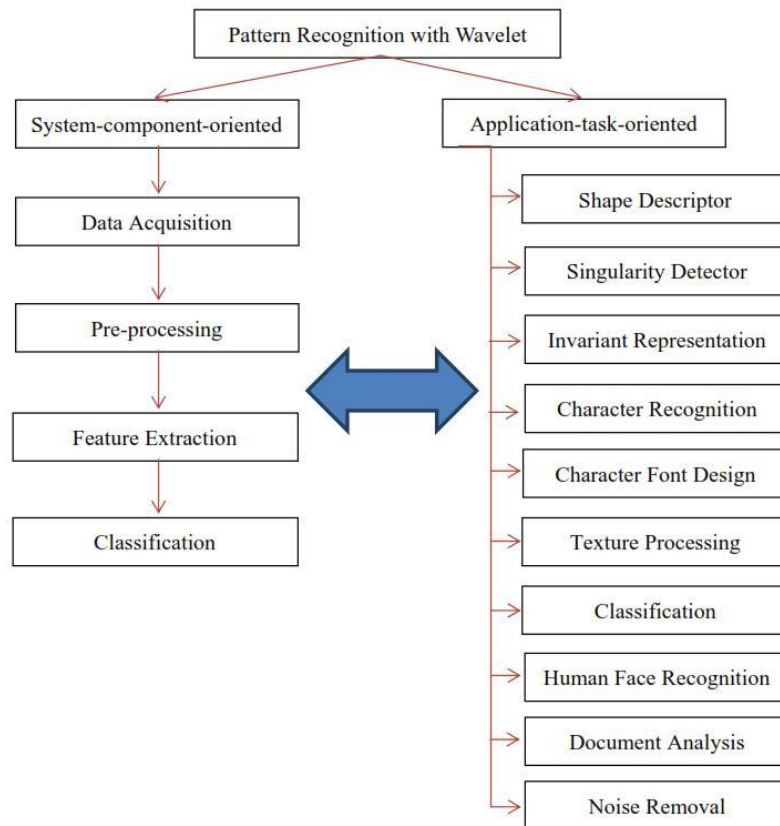 Pattern Recognition with Wavelet
System-component-oriented
Data Acquisition
Pre-processing
Feature Extraction
Classification
Application-task-oriented
Shape Descriptor
Singularity Detector
Invariant Representation
Character Recognition
Character Font Design
Texture Processing
Classification
Human Face Recognition
Document Analysis
Noise Removal